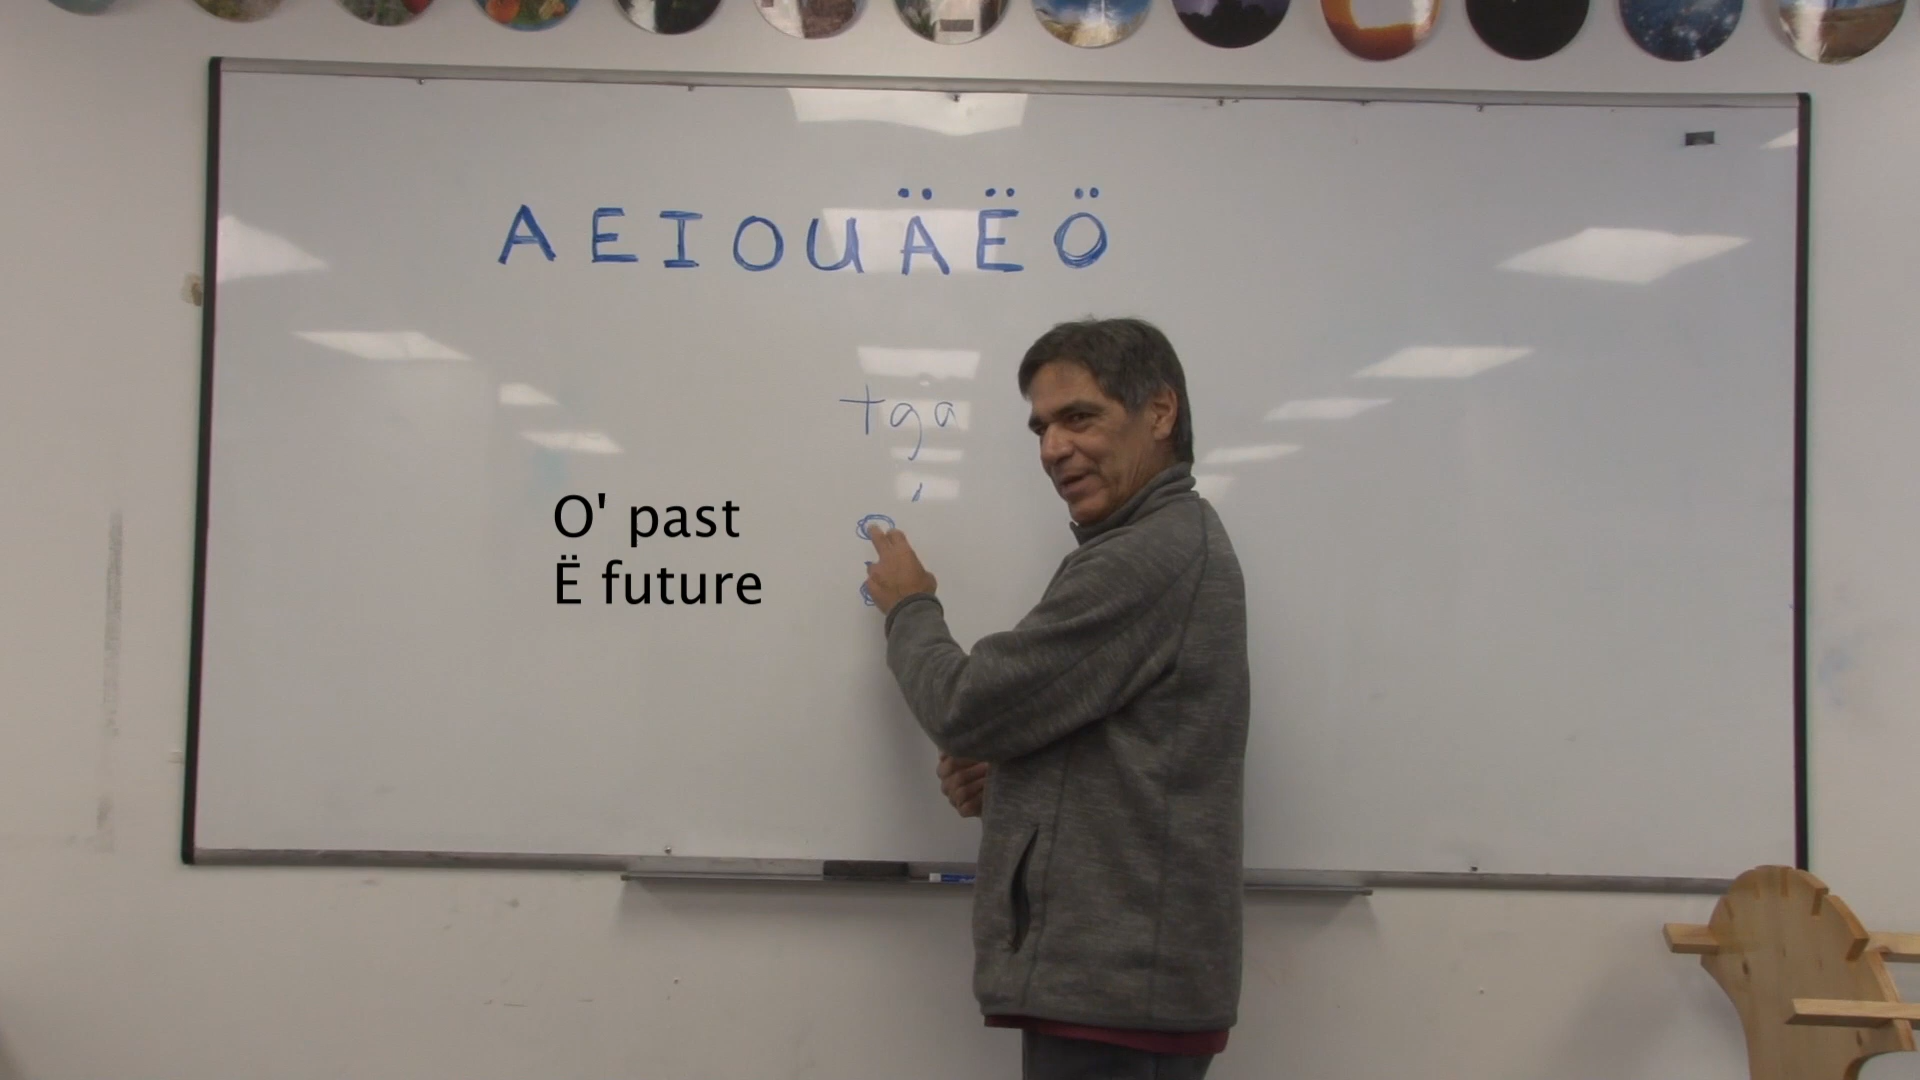 A E I O U Ä Ë Ö
tga
O' past
Ë future